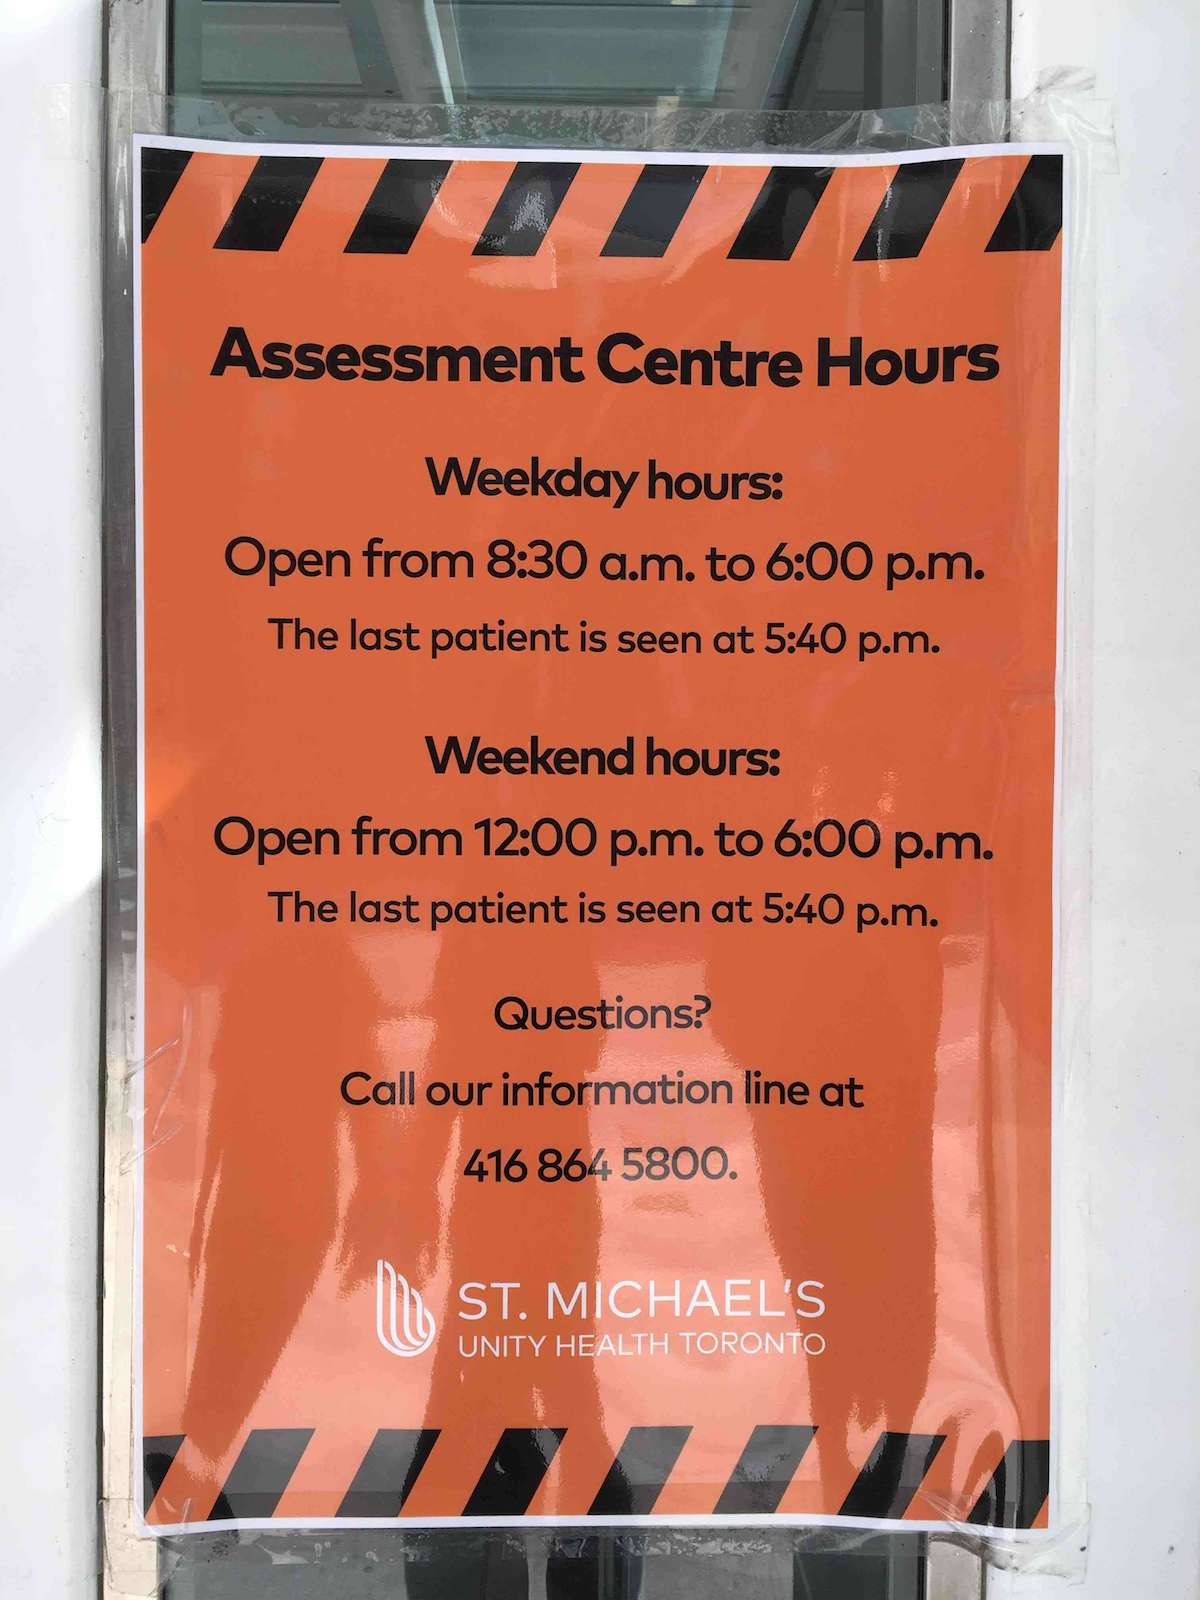 Assessment Centre Hours
Weekday hours:
Open from 8:30 a.m. to 6:00 p.m.
The last patient is seen at 5:40 p.m.
Weekend hours:
Open from 12:00 p.m. to 6:00 p.m.
The last patient is seen at 5:40 p.m.
Questions?
Call our information line at
416 864 5800.
ST. MICHAEL'S
UNITY HEALTH TORONTO